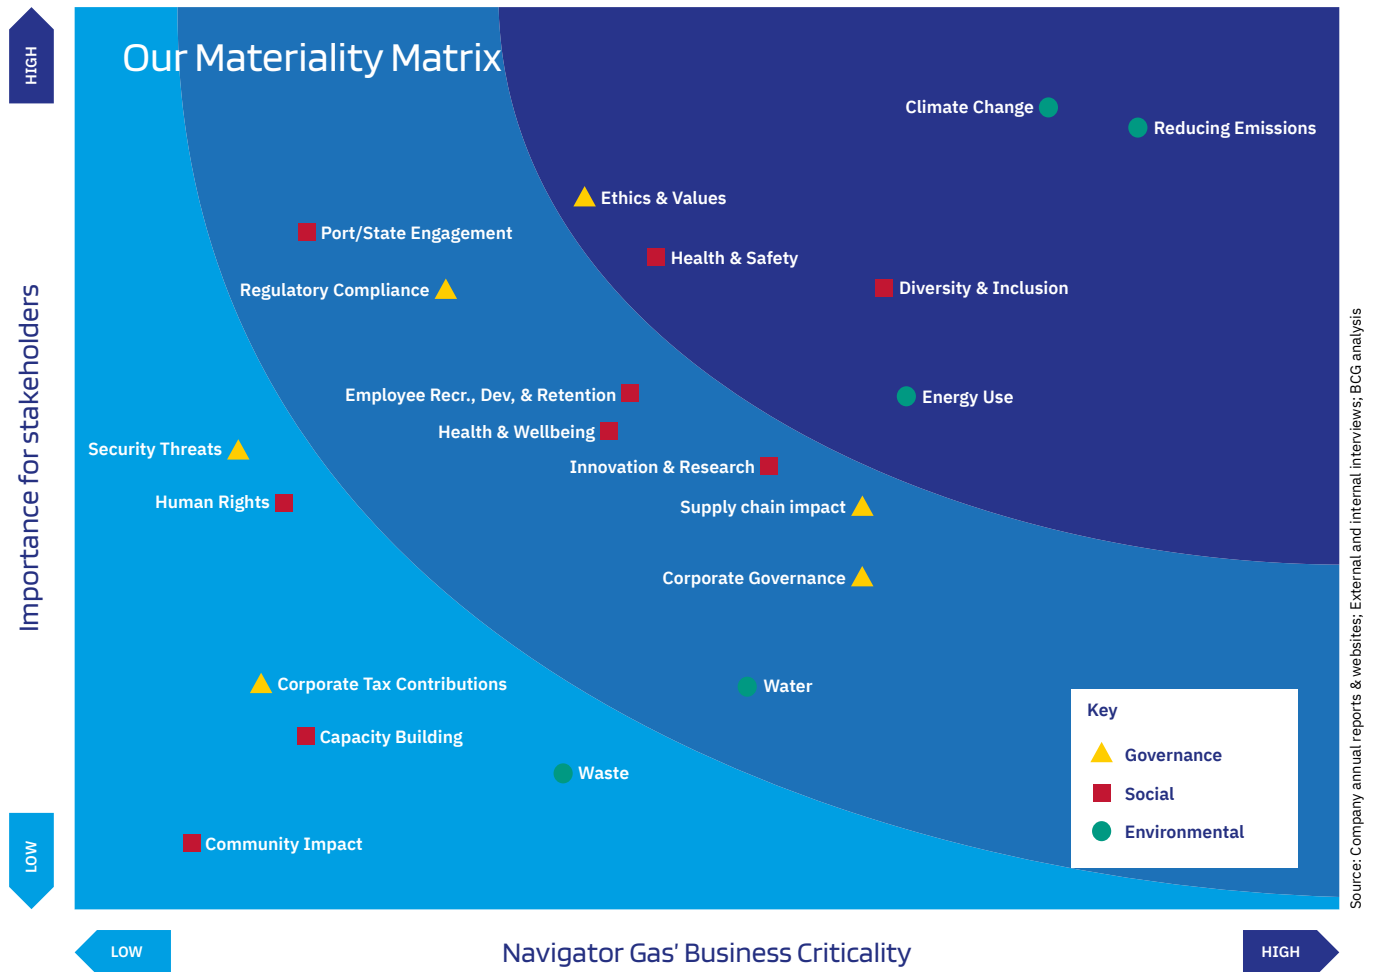 HIGH
Our Materiality Matrix
Climate Change
Reducing Emissions
Ethics & Values
Port/State Engagement
Health & Safety
Regulatory Compliance
Diversity & Inclusion
Employee Recr., Dev, & Retention
Energy Use
Health & Wellbeing
Security Threats
Innovation & Research
Human Rights
Supply chain impact
Corporate Governance
Corporate Tax Contributions
Water
Capacity Building
Waste
Community Impact
Key
Governance
Social
Environmental
Importance for stakeholders
LOW
LOW
Navigator Gas' Business Criticality
HIGH
Source: Company annual reports & websites; External and internal interviews; BCG analysis